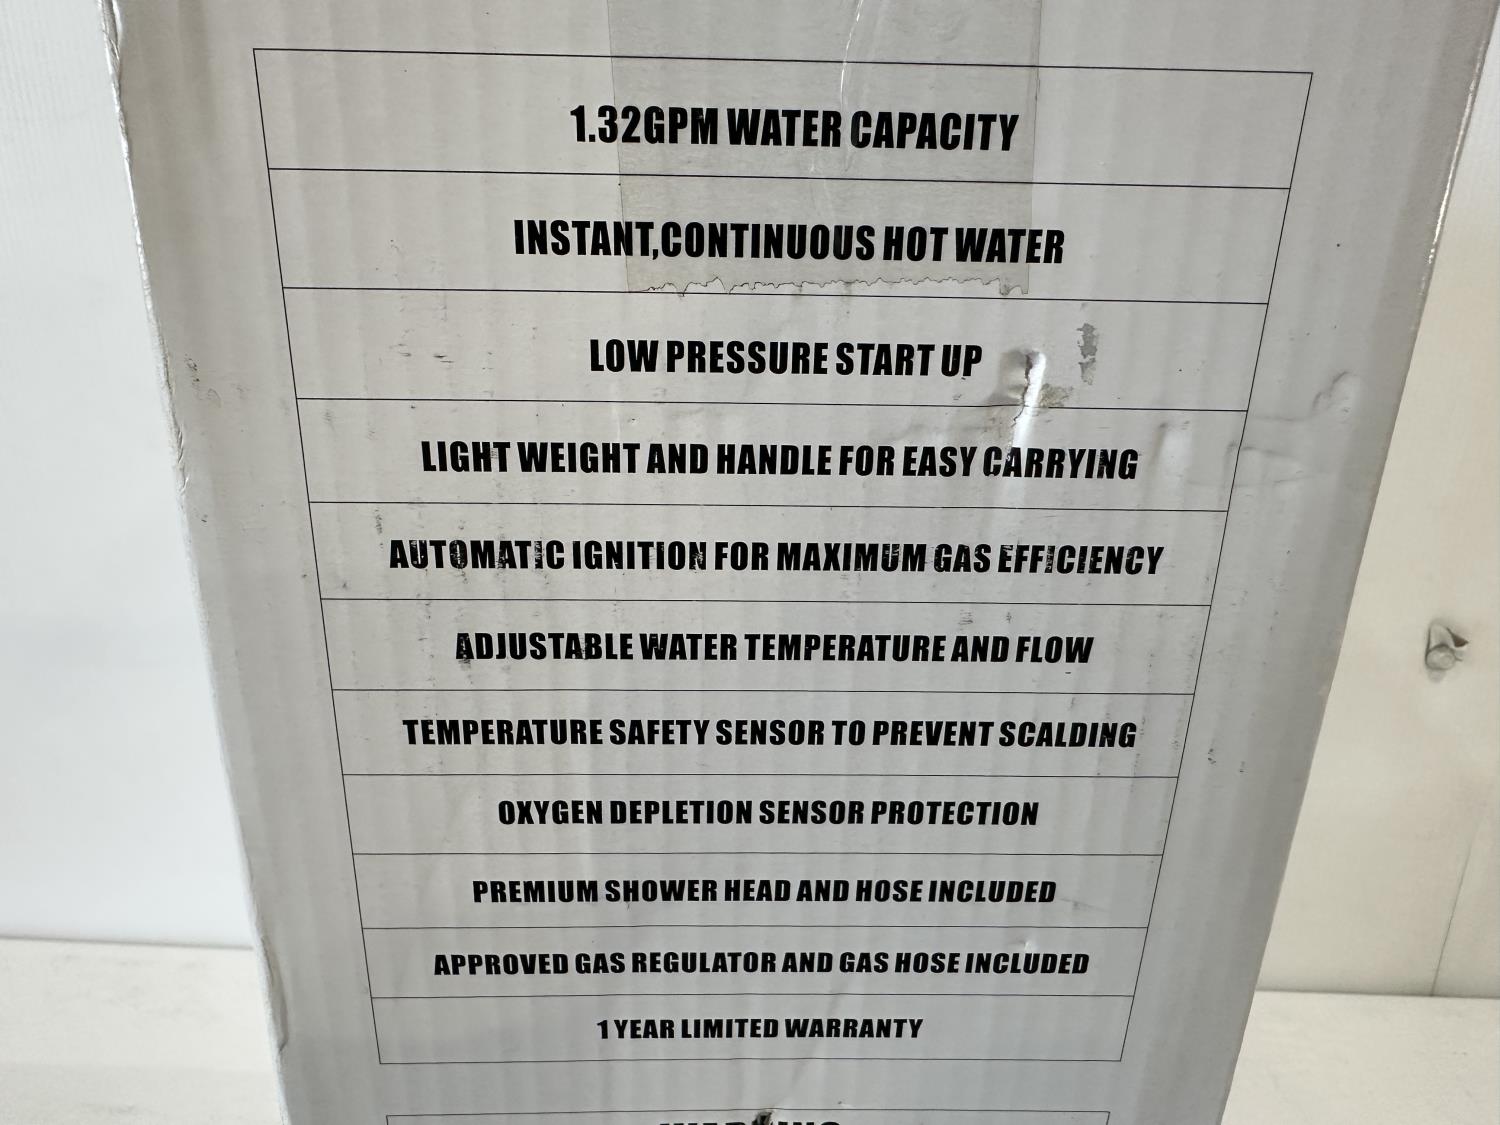 1.32GPM WATER CAPACITY
INSTANT,CONTINUOUS HOT WATER
LOW PRESSURE START UP
LIGHT WEIGHT AND HANDLE FOR EASY CARRYING
AUTOMATIC IGNITION FOR MAXIMUM GAS EFFICIENCY
ADJUSTABLE WATER TEMPERATURE AND FLOW
TEMPERATURE SAFETY SENSOR TO PREVENT SCALDING
OXYGEN DEPLETION SENSOR PROTECTION
PREMIUM SHOWER HEAD AND HOSE INCLUDED
APPROVED GAS REGULATOR AND GAS HOSE INCLUDED
1 YEAR LIMITED WARRANTY